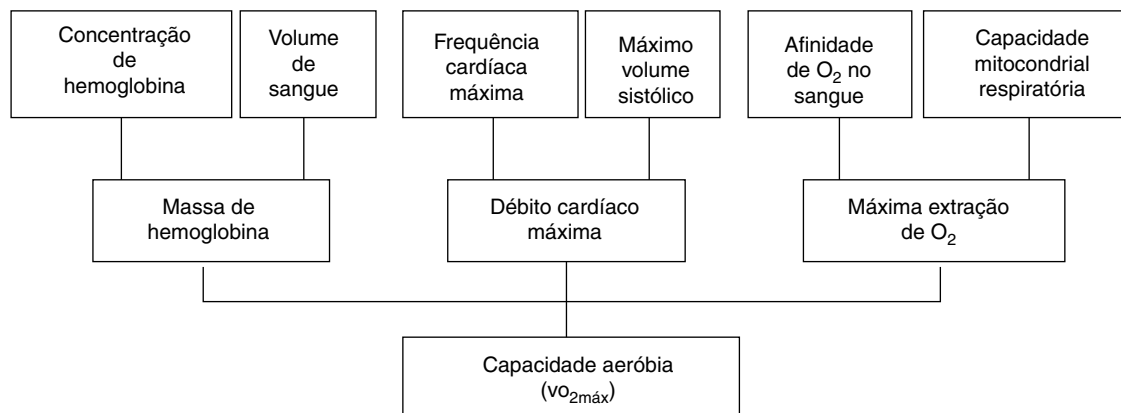 Concentração
de
hemoglobina
Volume
de
sangue
Frequência
cardíaca
máxima
Máximo
volume
sistólico
Afinidade
de O₂ no
sangue
Capacidade
mitocondrial
respiratória
Massa de
hemoglobina
Débito cardíaco
máxima
Máxima extração
de O₂
Capacidade aeróbia
(vo₂ₘáₓ)